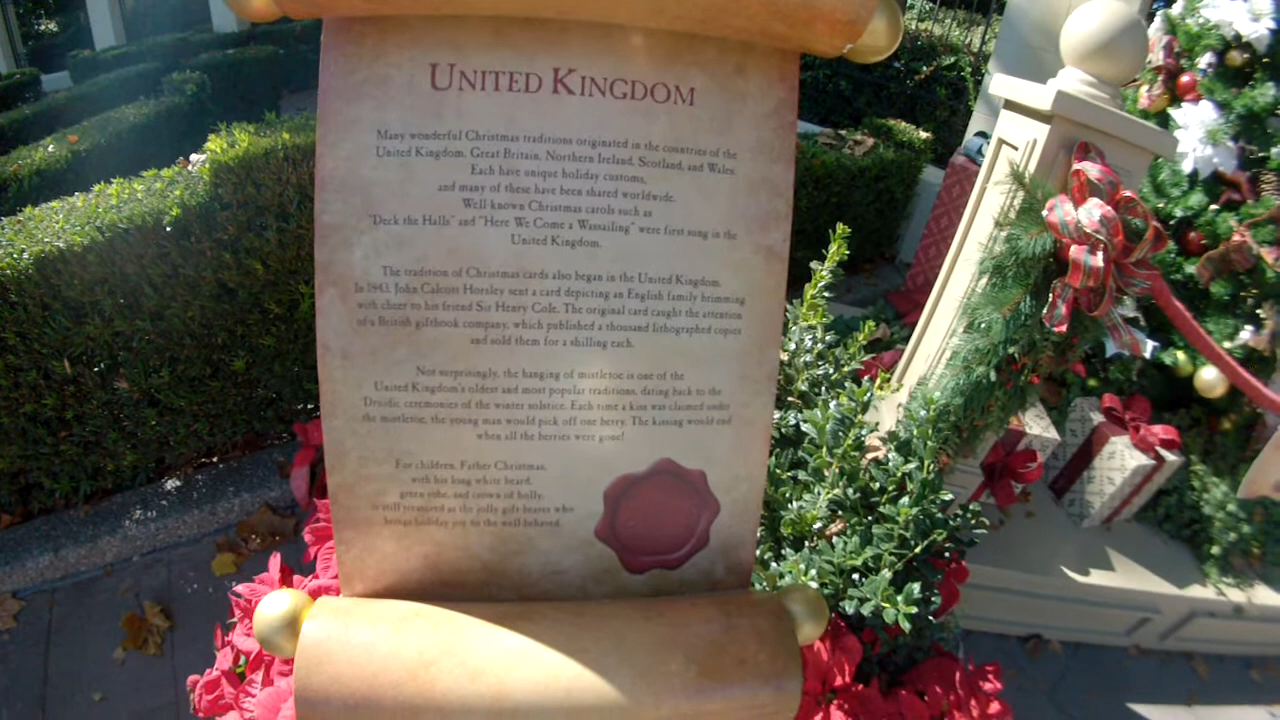 UNITED KINGDOM
Many wonderful Christmas traditions originated in the countries of the
United Kingdom. Great Britain, Northern Ireland, Scotland, and Wales.
Each have unique holiday customs,
and many of these have been shared worldwide.
Well-known Christmas carols such as
"Deck the Halls" and "Here We Come a Wassailing" were first sung in the
United Kingdom.
The tradition of Christmas cards also began in the United Kingdom.
In 1843, John Calcott Horsley sent a card depicting an English family brimming
with cheer to his friend Sir Henry Cole. The original card caught the attention
of a British giftbook company, which published a thousand lithographed copies
and sold them for a shilling each.
Not surprisingly, the hanging of mistletoe is one of the
United Kingdom's oldest and most popular traditions, dating back to the
Druidic ceremonies of the winter solstice. Each time a kiss was claimed under
the mistletoe, the young man would pick off one berry. The kissing would end
when all the berries were gone!
For children, Father Christmas,
with his long white beard,
green robe, and crown of holly,
is still treasured as the jolly gift-bearer who
brings holiday joy to the well-behaved.